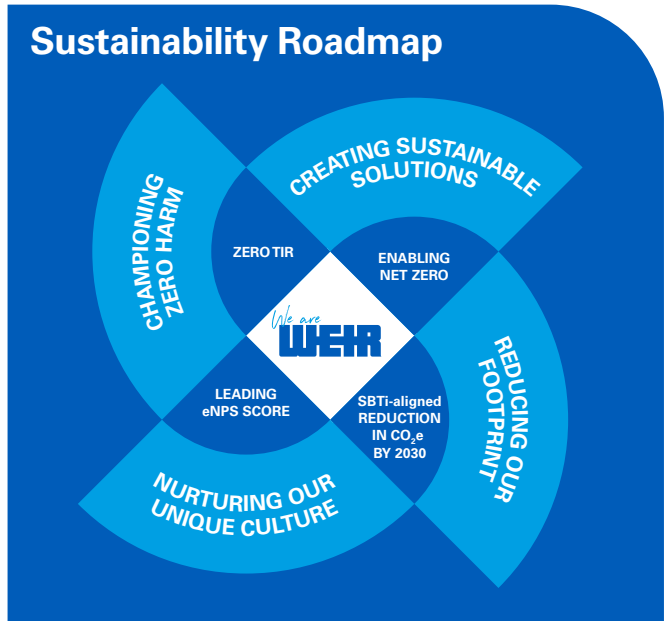 Sustainability Roadmap
CREATING SUSTAINABLE
SOLUTIONS
CHAMPIONING
ZERO HARM
ZERO TIR
ENABLING
NET ZERO
We are
WEIR
REDUCING OUR
FOOTPRINT
LEADING
eNPS SCORE
SBTi-aligned
REDUCTION
IN CO₂e
BY 2030
NURTURING OUR
UNIQUE CULTURE